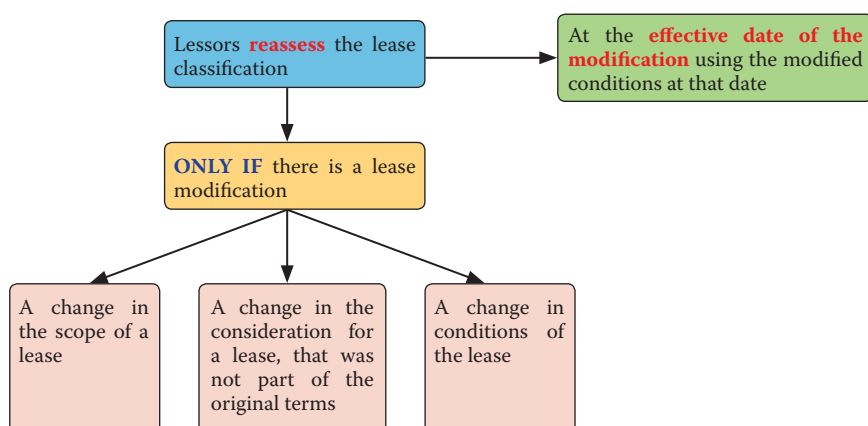 Lessors reassess the lease
classification
At the effective date of the
modification using the modified
conditions at that date
ONLY IF there is a lease
modification
A change in
the scope of a
lease
A change in the
consideration for
a lease, that was
not part of the
original terms
A change in
conditions of
the lease